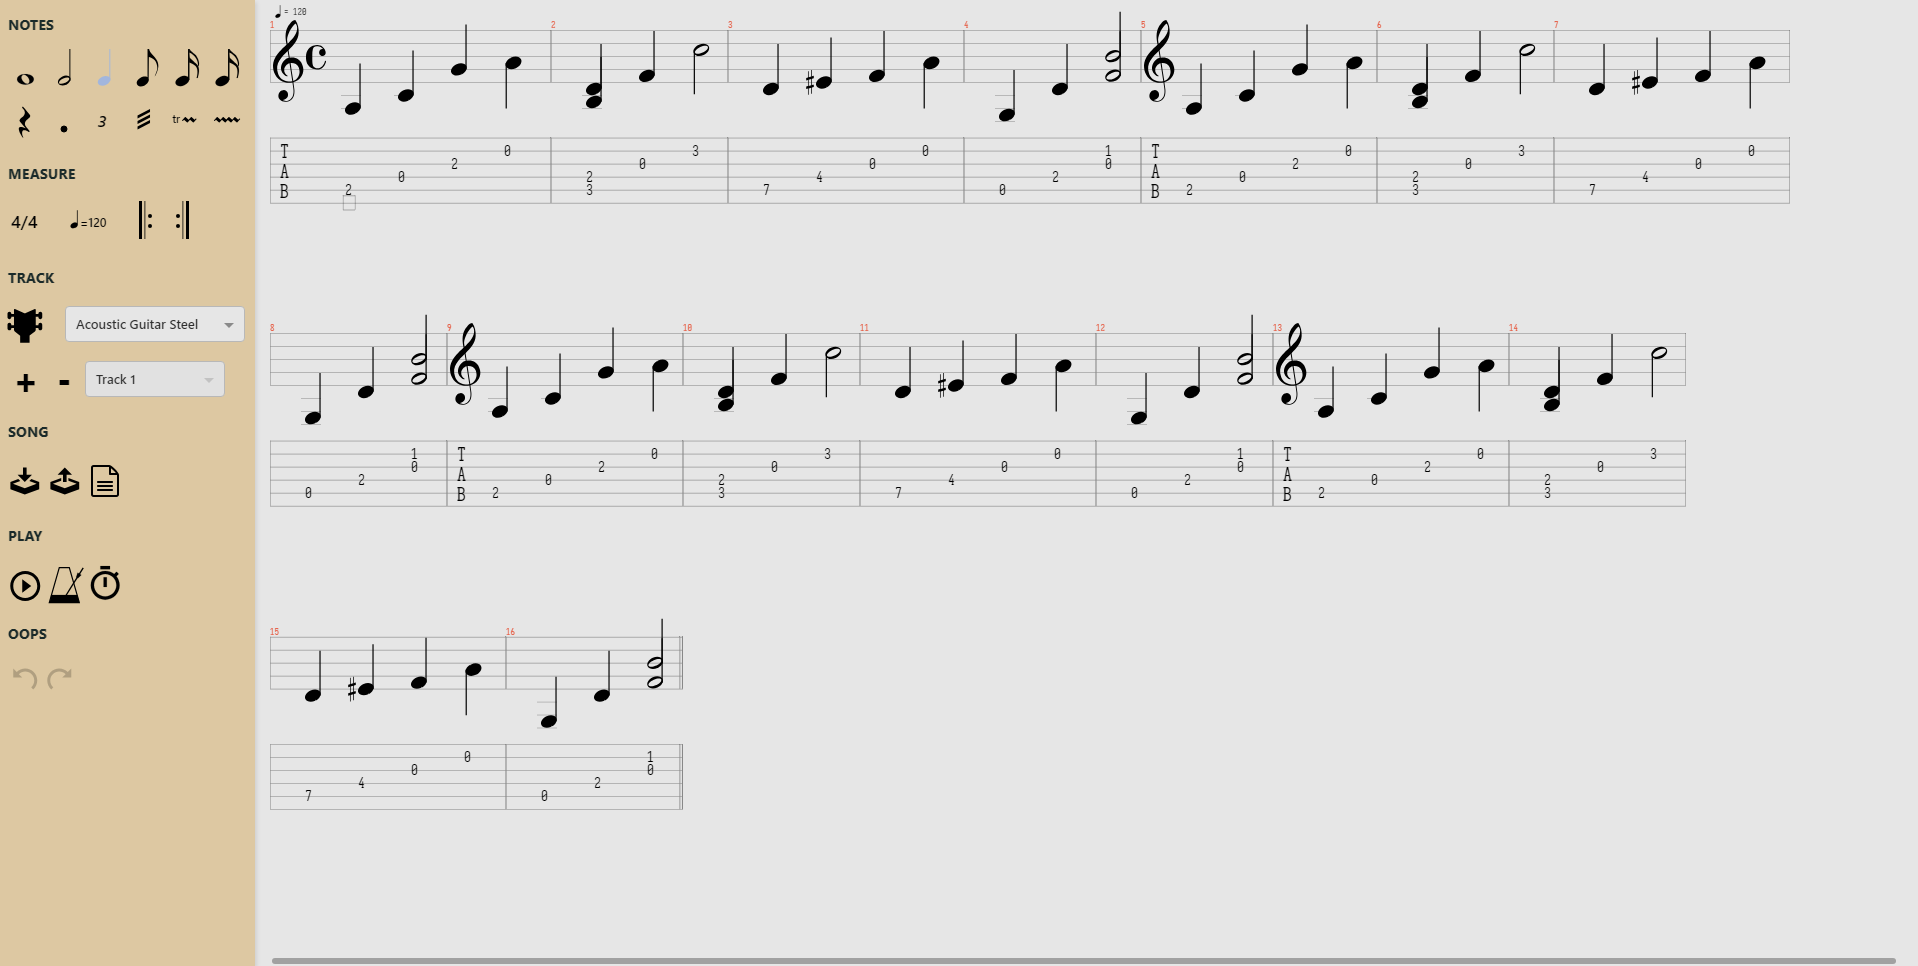 NOTES
3
tr
MEASURE
4/4 =120
TRACK
Acoustic Guitar Steel
+ - Track 1
SONG
PLAY
OOPS
= 120
1 2 3 4 5 6 7
T 0 3 0 1 T 0 3 0
2 0 0 0 2 0 0
A 0 2 4 2 A 0 2 4
B 2 3 7 0 B 2 3 7
8 9 10 11 12 13 14
1 T 0 3 0 1 T 0 3
0 2 0 0 0 2 0
2 A 0 2 4 2 A 0 2
0 B 2 3 7 0 B 2 3
15 16
0 1
0 0
4 2
7 0